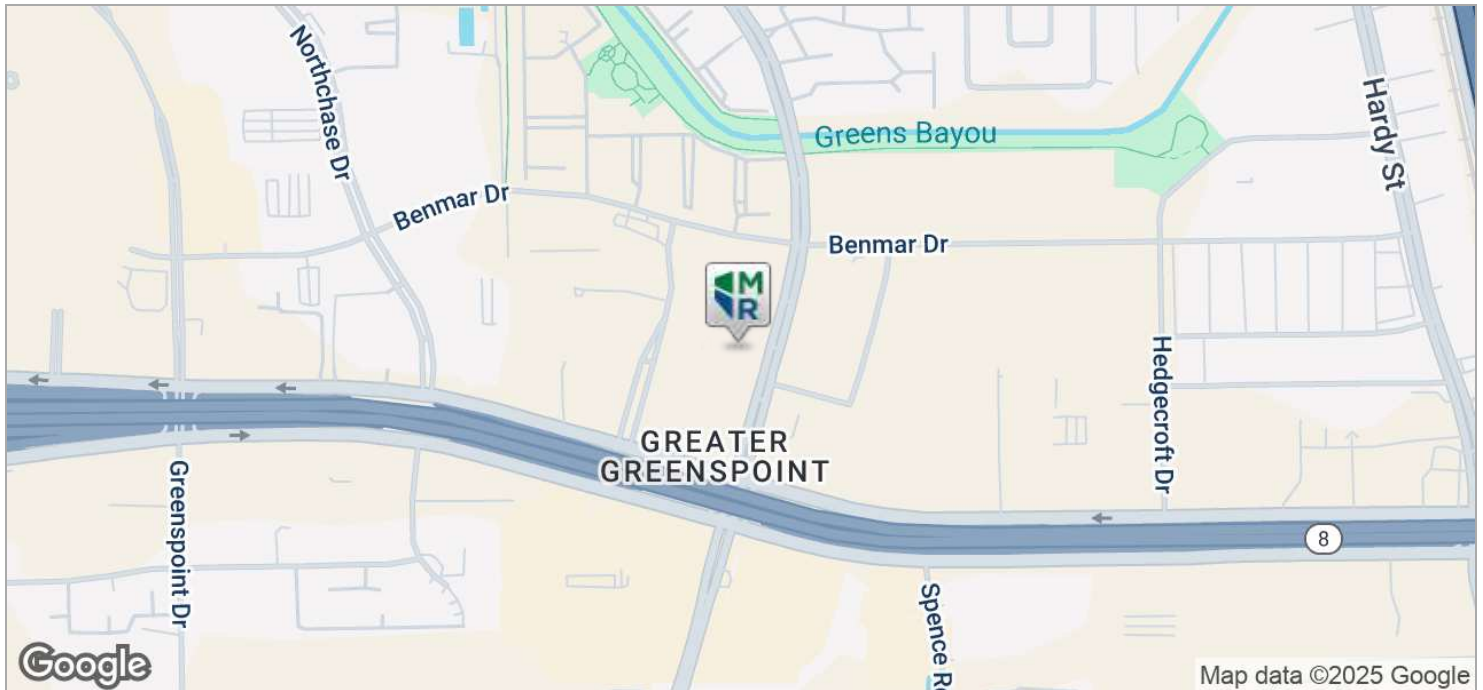 Northchase Dr
Hardy St
Greens Bayou
Benmar Dr
Benmar Dr
M
R
Hedgecroft Dr
GREATER
GREENSPOINT
Greenspoint Dr
8
Spence R
Google
Map data ©2025 Google